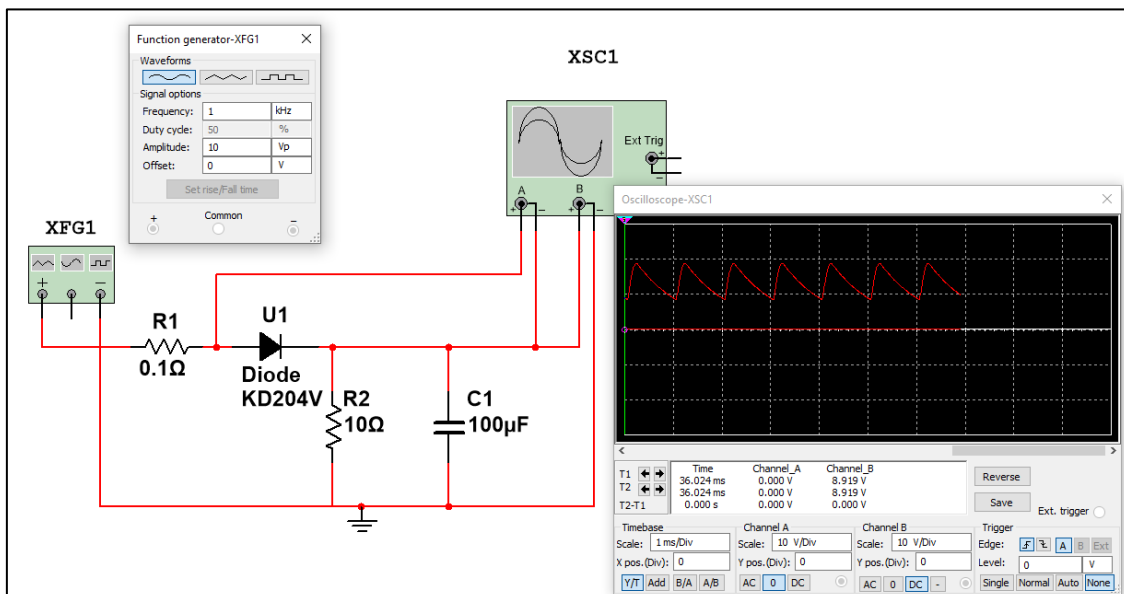 Function generator-XFG1
Waveforms
Signal options
Frequency: 1 kHz
Duty cycle: 50 %
Amplitude: 10 Vp
Offset: 0 V
Set rise/Fall time
+ Common −
XSC1
Ext Trig
+
−
A B
+ − + −
XFG1
+ −
R1
0.1Ω
U1
Diode
KD204V
R2
10Ω
C1
100µF
Oscilloscope-XSC1
Time Channel_A Channel_B
T1 36.024 ms 0.000 V 8.919 V
T2 36.024 ms 0.000 V 8.919 V
T2-T1 0.000 s 0.000 V 0.000 V
Reverse
Save
Ext. trigger
Timebase
Scale: 1 ms/Div
X pos.(Div): 0
Y/T Add B/A A/B
Channel A
Scale: 10 V/Div
Y pos.(Div): 0
AC 0 DC
Channel B
Scale: 10 V/Div
Y pos.(Div): 0
AC 0 DC -
Trigger
Edge: A B Ext
Level: 0 V
Single Normal Auto None